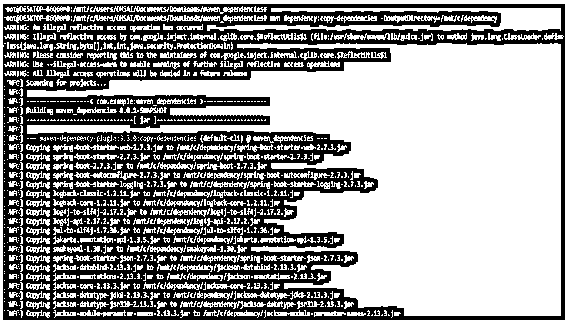 root@DESKTOP-86Q09H0:/mnt/c/Users/OMSAI/Documents/Downloads/maven_dependencies#
root@DESKTOP-86Q09H0:/mnt/c/Users/OMSAI/Documents/Downloads/maven_dependencies# mvn dependency:copy-dependencies -DoutputDirectory=/mnt/c/dependency
WARNING: An illegal reflective access operation has occurred
WARNING: Illegal reflective access by com.google.inject.internal.cglib.core.$ReflectUtils$1 (file:/usr/share/maven/lib/guice.jar) to method java.lang.ClassLoader.define
Class(java.lang.String,byte[],int,int,java.security.ProtectionDomain)
WARNING: Please consider reporting this to the maintainers of com.google.inject.internal.cglib.core.$ReflectUtils$1
WARNING: Use --illegal-access=warn to enable warnings of further illegal reflective access operations
WARNING: All illegal access operations will be denied in a future release
[INFO] Scanning for projects...
[INFO]
[INFO] ------------------< com.example:maven_dependencies >-------------------
[INFO] Building maven_dependencies 0.0.1-SNAPSHOT
[INFO] --------------------------------[ jar ]---------------------------------
[INFO]
[INFO] --- maven-dependency-plugin:3.3.0:copy-dependencies (default-cli) @ maven_dependencies ---
[INFO] Copying spring-boot-starter-web-2.7.3.jar to /mnt/c/dependency/spring-boot-starter-web-2.7.3.jar
[INFO] Copying spring-boot-starter-2.7.3.jar to /mnt/c/dependency/spring-boot-starter-2.7.3.jar
[INFO] Copying spring-boot-2.7.3.jar to /mnt/c/dependency/spring-boot-2.7.3.jar
[INFO] Copying spring-boot-autoconfigure-2.7.3.jar to /mnt/c/dependency/spring-boot-autoconfigure-2.7.3.jar
[INFO] Copying spring-boot-starter-logging-2.7.3.jar to /mnt/c/dependency/spring-boot-starter-logging-2.7.3.jar
[INFO] Copying logback-classic-1.2.11.jar to /mnt/c/dependency/logback-classic-1.2.11.jar
[INFO] Copying logback-core-1.2.11.jar to /mnt/c/dependency/logback-core-1.2.11.jar
[INFO] Copying log4j-to-slf4j-2.17.2.jar to /mnt/c/dependency/log4j-to-slf4j-2.17.2.jar
[INFO] Copying log4j-api-2.17.2.jar to /mnt/c/dependency/log4j-api-2.17.2.jar
[INFO] Copying jul-to-slf4j-1.7.36.jar to /mnt/c/dependency/jul-to-slf4j-1.7.36.jar
[INFO] Copying jakarta.annotation-api-1.3.5.jar to /mnt/c/dependency/jakarta.annotation-api-1.3.5.jar
[INFO] Copying snakeyaml-1.30.jar to /mnt/c/dependency/snakeyaml-1.30.jar
[INFO] Copying spring-boot-starter-json-2.7.3.jar to /mnt/c/dependency/spring-boot-starter-json-2.7.3.jar
[INFO] Copying jackson-databind-2.13.3.jar to /mnt/c/dependency/jackson-databind-2.13.3.jar
[INFO] Copying jackson-annotations-2.13.3.jar to /mnt/c/dependency/jackson-annotations-2.13.3.jar
[INFO] Copying jackson-core-2.13.3.jar to /mnt/c/dependency/jackson-core-2.13.3.jar
[INFO] Copying jackson-datatype-jdk8-2.13.3.jar to /mnt/c/dependency/jackson-datatype-jdk8-2.13.3.jar
[INFO] Copying jackson-datatype-jsr310-2.13.3.jar to /mnt/c/dependency/jackson-datatype-jsr310-2.13.3.jar
[INFO] Copying jackson-module-parameter-names-2.13.3.jar to /mnt/c/dependency/jackson-module-parameter-names-2.13.3.jar